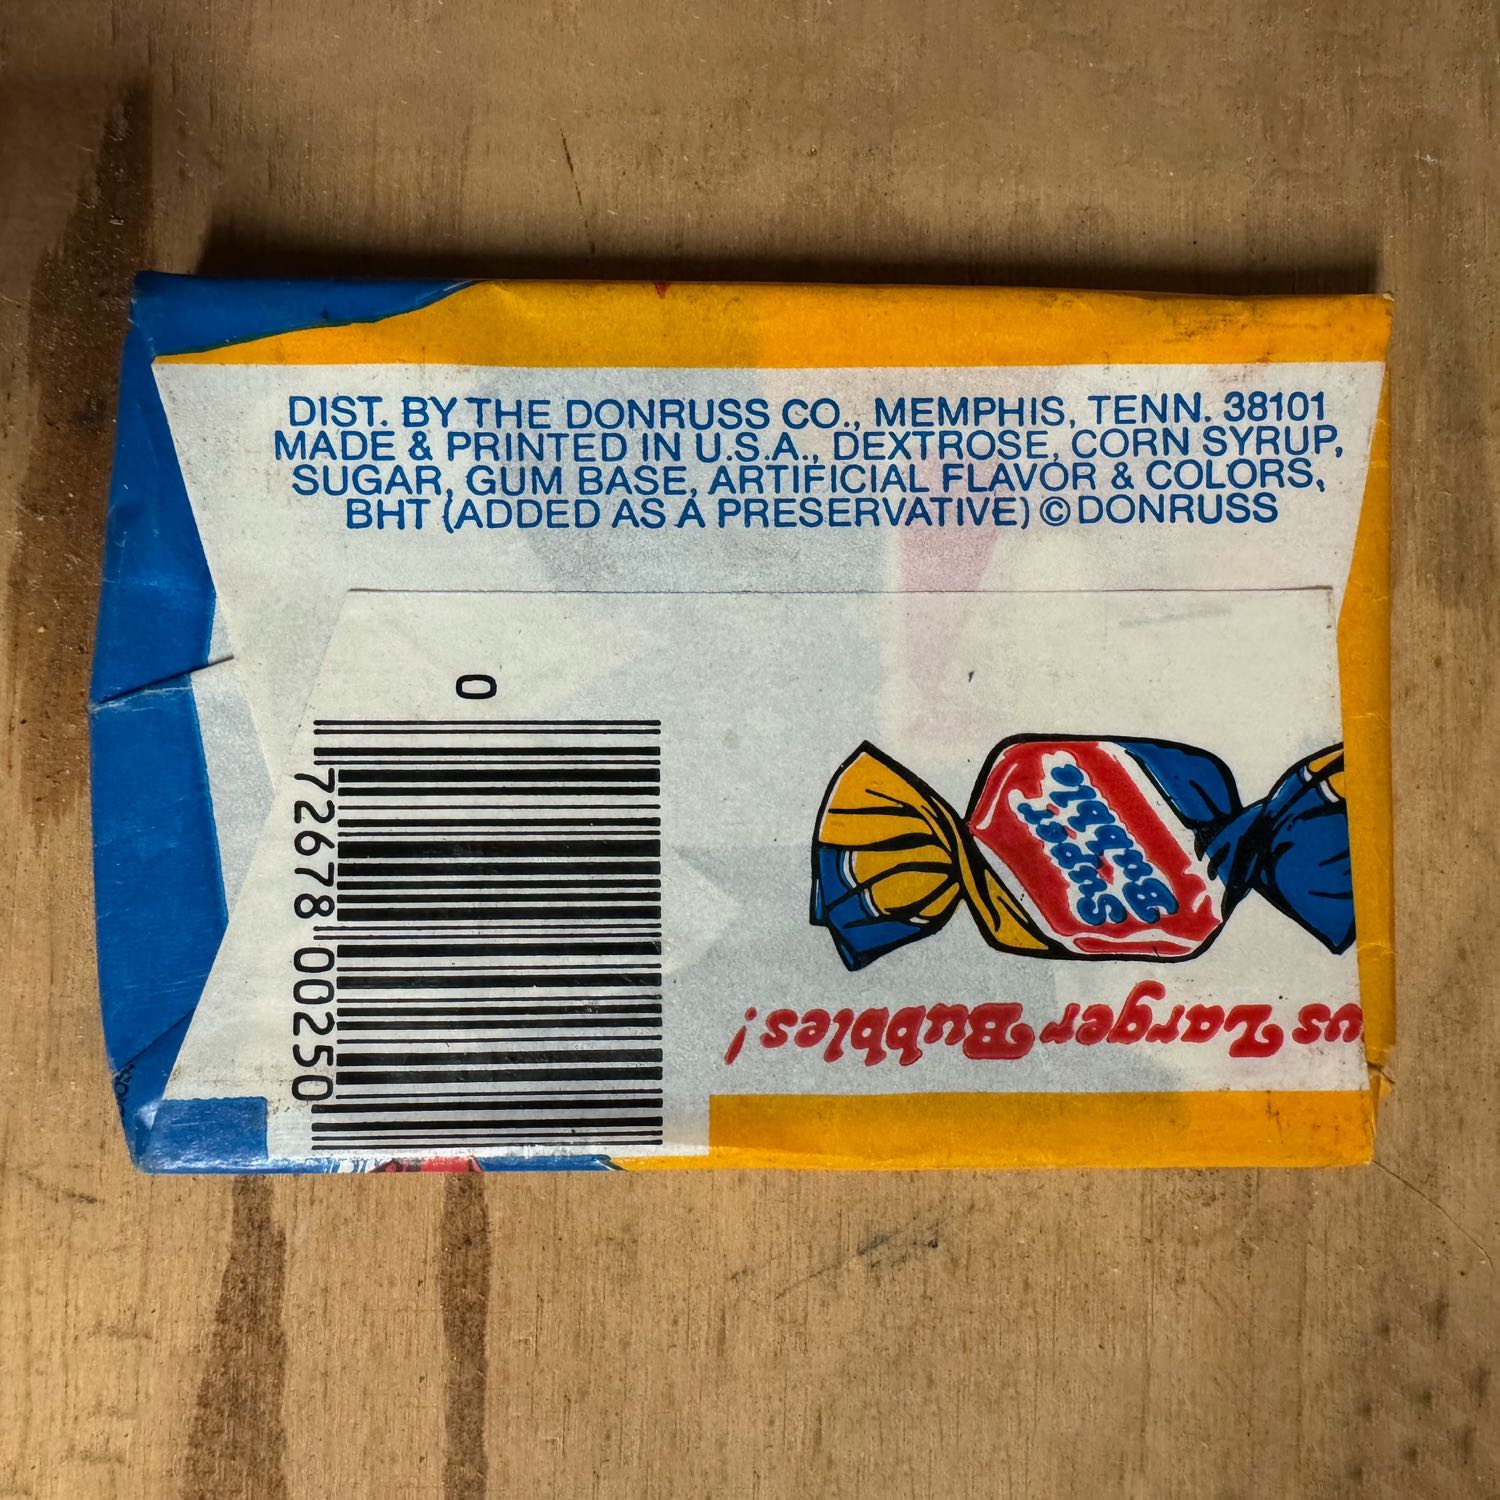 DIST. BY THE DONRUSS CO., MEMPHIS, TENN. 38101
MADE & PRINTED IN U.S.A., DEXTROSE, CORN SYRUP,
SUGAR, GUM BASE, ARTIFICIAL FLAVOR & COLORS,
BHT (ADDED AS A PRESERVATIVE) © DONRUSS
0
72678 00250
Super
Bubble
us Larger Bubbles!